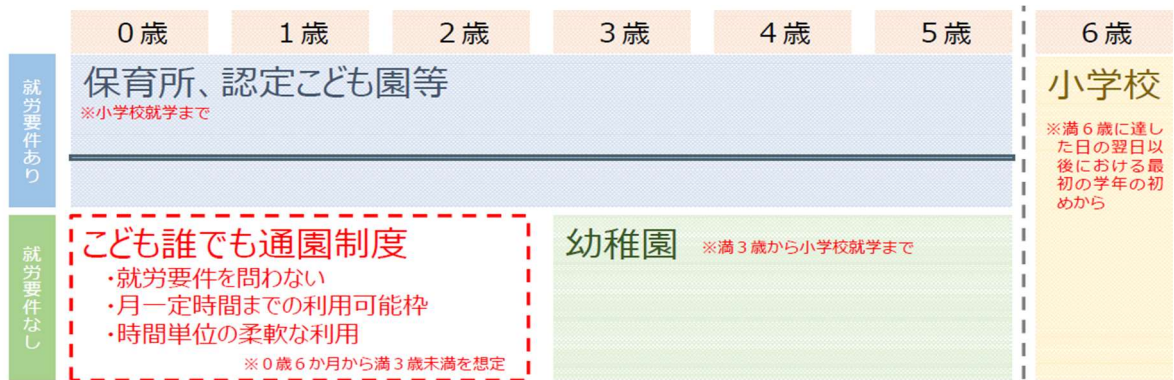 0歳 1歳 2歳 3歳 4歳 5歳 6歳
就労要件あり
保育所、認定こども園等
※小学校就学まで
小学校
※満6歳に達し
た日の翌日以
後における最
初の学年の初
めから
就労要件なし
こども誰でも通園制度
・就労要件を問わない
・月一定時間までの利用可能枠
・時間単位の柔軟な利用
※0歳6か月から満3歳未満を想定
幼稚園 ※満3歳から小学校就学まで